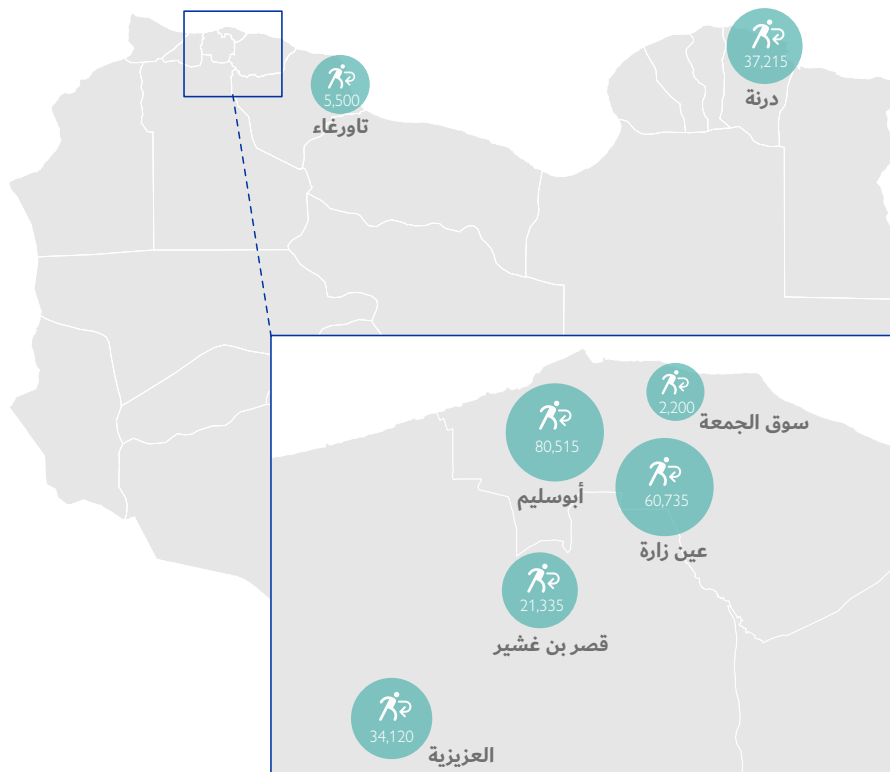 37,215
درنة
5,500
تاورغاء
2,200
سوق الجمعة
80,515
أبوسليم
60,735
عين زارة
21,335
قصر بن غشير
34,120
العزيزية